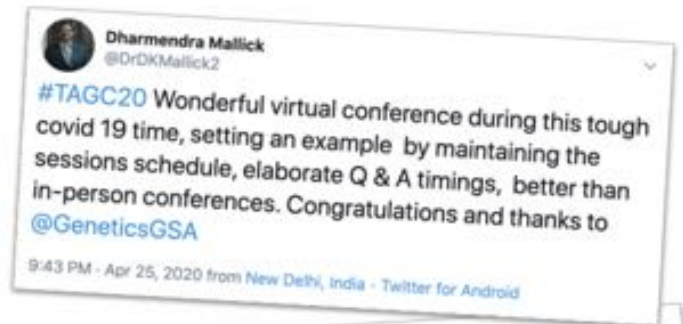 Dharmendra Mallick
@DrDKMallick2
#TAGC20 Wonderful virtual conference during this tough
covid 19 time, setting an example by maintaining the
sessions schedule, elaborate Q & A timings, better than
in-person conferences. Congratulations and thanks to
@GeneticsGSA
9:43 PM - Apr 25, 2020 from New Delhi, India - Twitter for Android